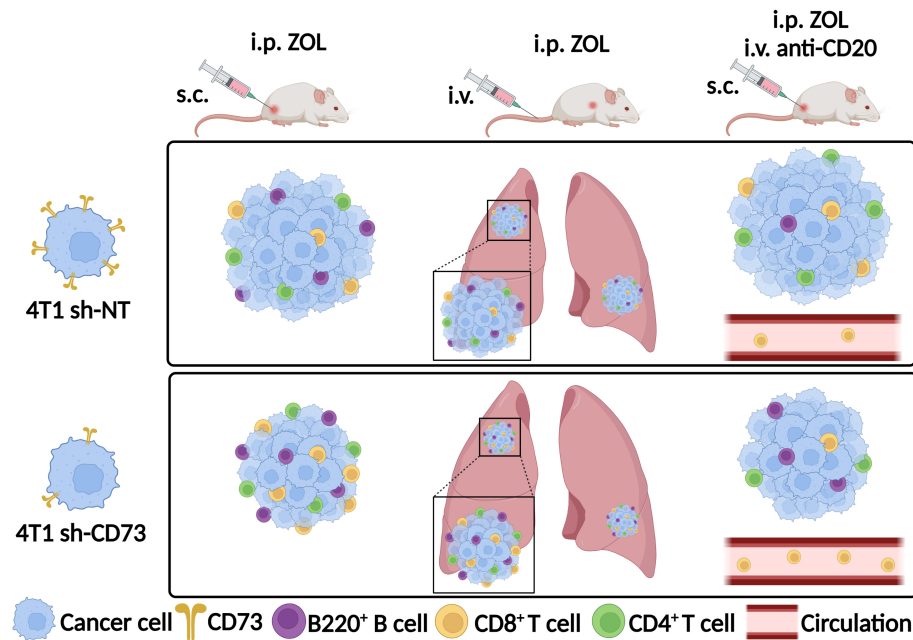 i.p. ZOL
i.p. ZOL
i.p. ZOL
i.v. anti-CD20
s.c.
i.v.
s.c.
4T1 sh-NT
4T1 sh-CD73
Cancer cell CD73 B220⁺ B cell CD8⁺ T cell CD4⁺ T cell Circulation